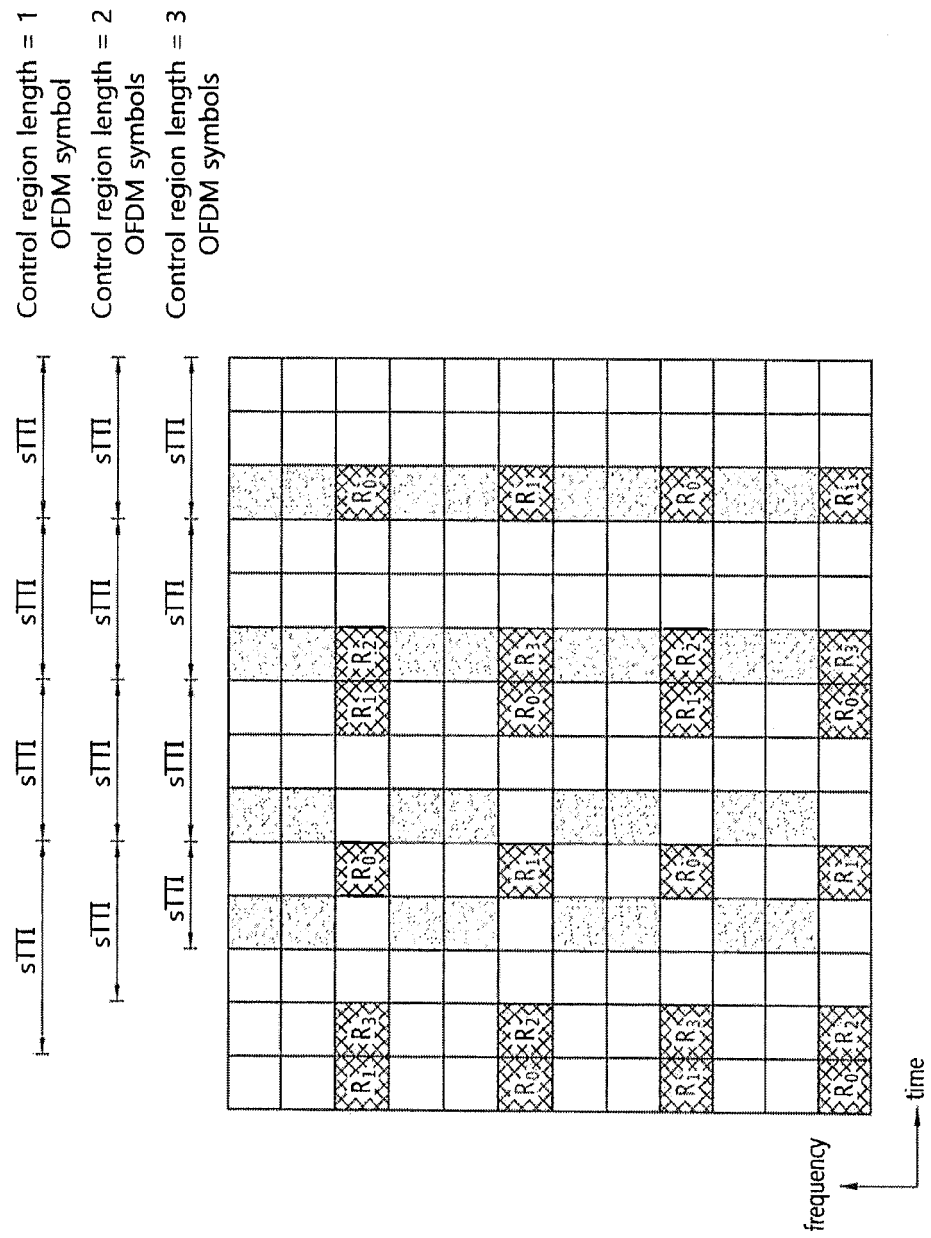 sTTI sTTI sTTI sTTI Control region length = 1
OFDM symbol
sTTI sTTI sTTI sTTI Control region length = 2
OFDM symbols
sTTI sTTI sTTI sTTI Control region length = 3
OFDM symbols
R1 R3 R0 R1 R2 R0
R0 R2 R1 R0 R3 R1
R1 R3 R0 R1 R2 R0
R0 R2 R1 R0 R3 R1
frequency
time